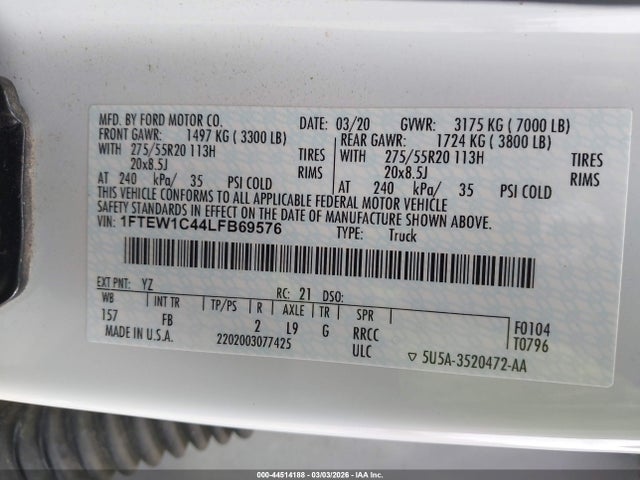 MFD. BY FORD MOTOR CO. DATE: 03/20 GVWR: 3175 KG ( 7000 LB)
FRONT GAWR: 1497 KG ( 3300 LB) REAR GAWR: 1724 KG ( 3800 LB)
WITH 275/55R20 113H TIRES WITH 275/55R20 113H TIRES
20x8.5J RIMS 20x8.5J RIMS
AT 240 kPa/ 35 PSI COLD AT 240 kPa/ 35 PSI COLD
THIS VEHICLE CONFORMS TO ALL APPLICABLE FEDERAL MOTOR VEHICLE
SAFETY STANDARDS IN EFFECT ON THE DATE OF MANUFACTURE SHOWN ABOVE.
VIN: 1FTEW1C44LFB69576 TYPE: Truck
EXT PNT: YZ RC: 21 DSO:
WB INT TR TP/PS R AXLE TR SPR
157 FB 2 L9 G RRCC F0104
ULC T0796
MADE IN U.S.A. 2202003077425 ▽ 5U5A-3520472-AA
000-44514188 - 03/03/2026 - IAA Inc.